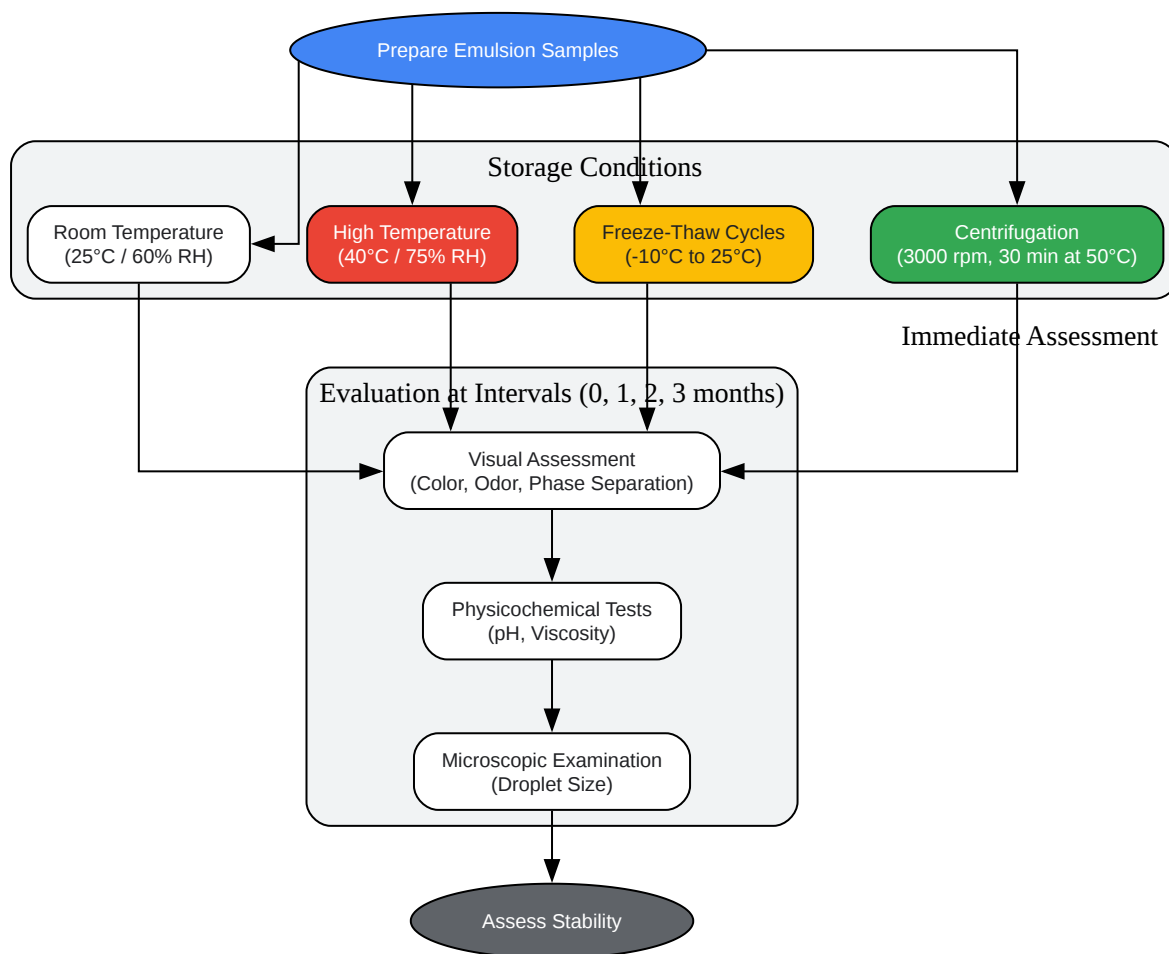 Prepare Emulsion Samples
Storage Conditions
Room Temperature
(25°C / 60% RH)
High Temperature
(40°C / 75% RH)
Freeze-Thaw Cycles
(-10°C to 25°C)
Centrifugation
(3000 rpm, 30 min at 50°C)
Immediate Assessment
Evaluation at Intervals (0, 1, 2, 3 months)
Visual Assessment
(Color, Odor, Phase Separation)
Physicochemical Tests
(pH, Viscosity)
Microscopic Examination
(Droplet Size)
Assess Stability